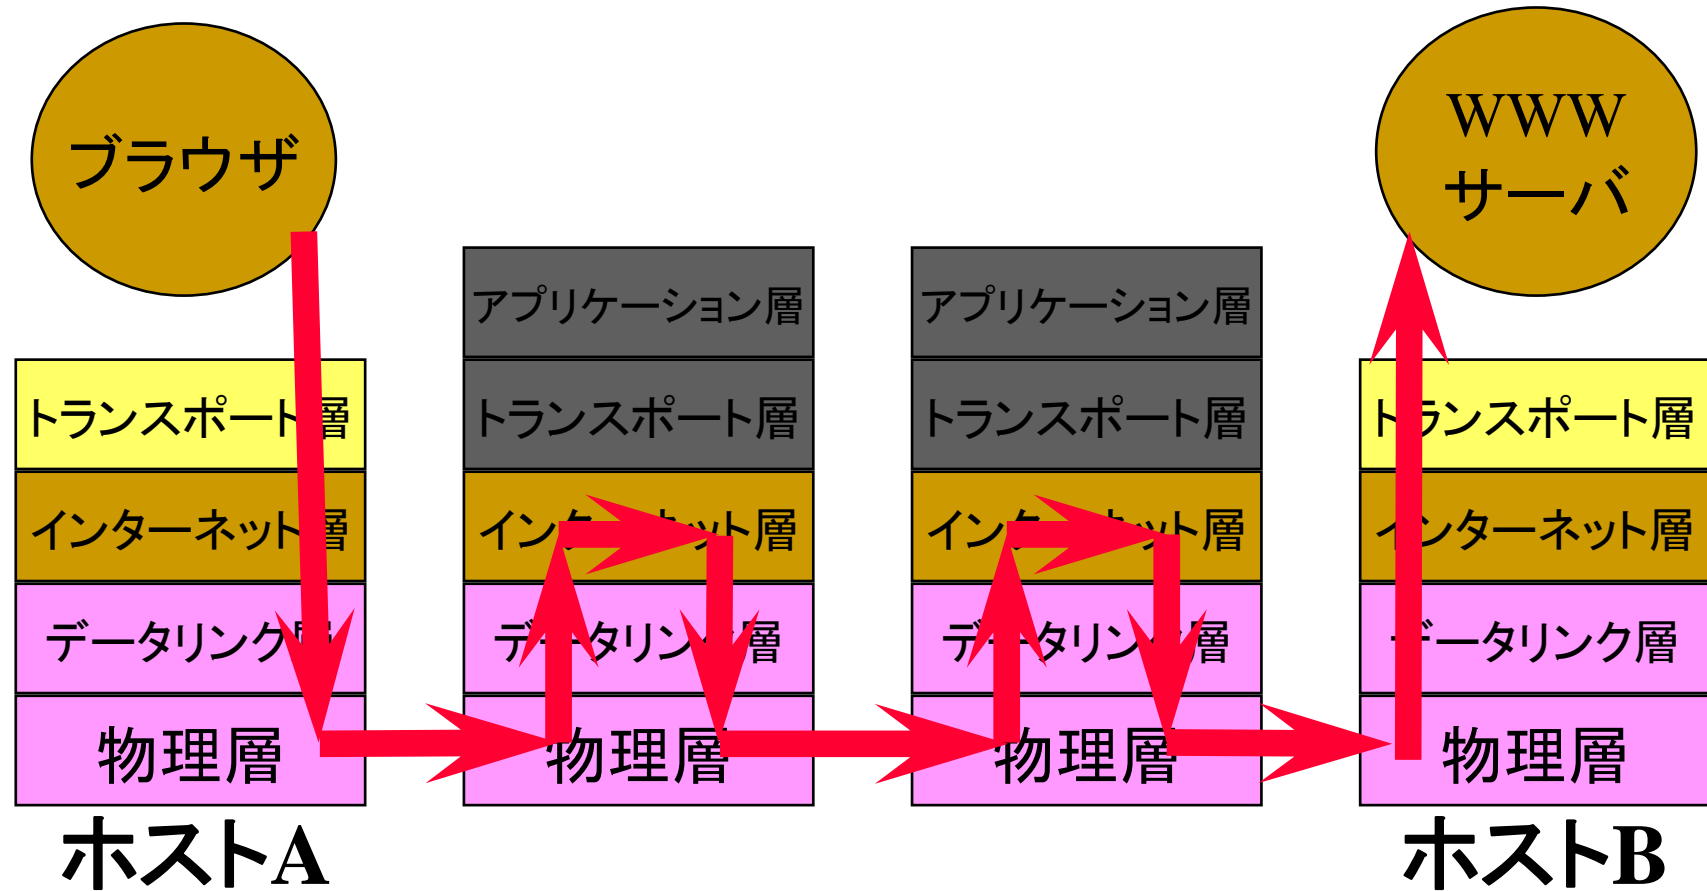 ブラウザ
トランスポート層
インターネット層
データリンク層
物理層
ホストA
アプリケーション層
トランスポート層
インターネット層
データリンク層
物理層
アプリケーション層
トランスポート層
インターネット層
データリンク層
物理層
WWW
サーバ
トランスポート層
インターネット層
データリンク層
物理層
ホストB